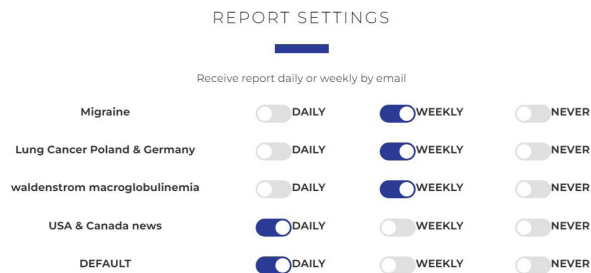 REPORT SETTINGS
Receive report daily or weekly by email
Migraine DAILY WEEKLY NEVER
Lung Cancer Poland & Germany DAILY WEEKLY NEVER
waldenstrom macroglobulinemia DAILY WEEKLY NEVER
USA & Canada news DAILY WEEKLY NEVER
DEFAULT DAILY WEEKLY NEVER